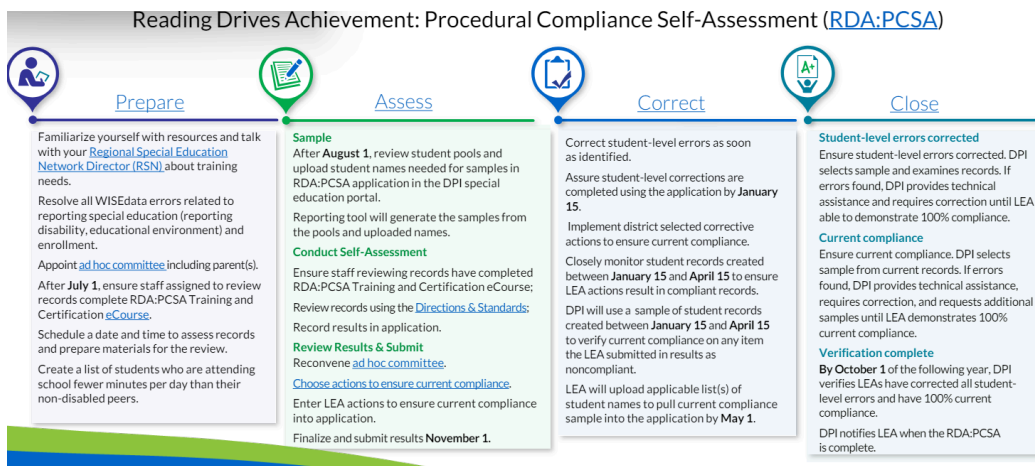 Reading Drives Achievement: Procedural Compliance Self-Assessment (RDA:PCSA)
A+
Prepare
Familiarize yourself with resources and talk
with your Regional Special Education
Network Director (RSN) about training
needs.
Resolve all WISEdata errors related to
reporting special education (reporting
disability, educational environment) and
enrollment.
Appoint ad hoc committee including parent(s).
After July 1, ensure staff assigned to review
records complete RDA:PCSA Training and
Certification eCourse.
Schedule a date and time to assess records
and prepare materials for the review.
Create a list of students who are attending
school fewer minutes per day than their
non-disabled peers.
Assess
Sample
After August 1, review student pools and
upload student names needed for samples in
RDA:PCSA application in the DPI special
education portal.
Reporting tool will generate the samples from
the pools and uploaded names.
Conduct Self-Assessment
Ensure staff reviewing records have completed
RDA:PCSA Training and Certification eCourse;
Review records using the Directions & Standards;
Record results in application.
Review Results & Submit
Reconvene ad hoc committee.
Choose actions to ensure current compliance.
Enter LEA actions to ensure current compliance
into application.
Finalize and submit results November 1.
Correct
Correct student-level errors as soon
as identified.
Assure student-level corrections are
completed using the application by January
15.
Implement district selected corrective
actions to ensure current compliance.
Closely monitor student records created
between January 15 and April 15 to ensure
LEA actions result in compliant records.
DPI will use a sample of student records
created between January 15 and April 15
to verify current compliance on any item
the LEA submitted in results as
noncompliant.
LEA will upload applicable list(s) of
student names to pull current compliance
sample into the application by May 1.
Close
Student-level errors corrected
Ensure student-level errors corrected. DPI
selects sample and examines records. If
errors found, DPI provides technical
assistance and requires correction until LEA
able to demonstrate 100% compliance.
Current compliance
Ensure current compliance. DPI selects
sample from current records. If errors
found, DPI provides technical assistance,
requires correction, and requests additional
samples until LEA demonstrates 100%
current compliance.
Verification complete
By October 1 of the following year, DPI
verifies LEAs have corrected all student-
level errors and have 100% current
compliance.
DPI notifies LEA when the RDA:PCSA
is complete.